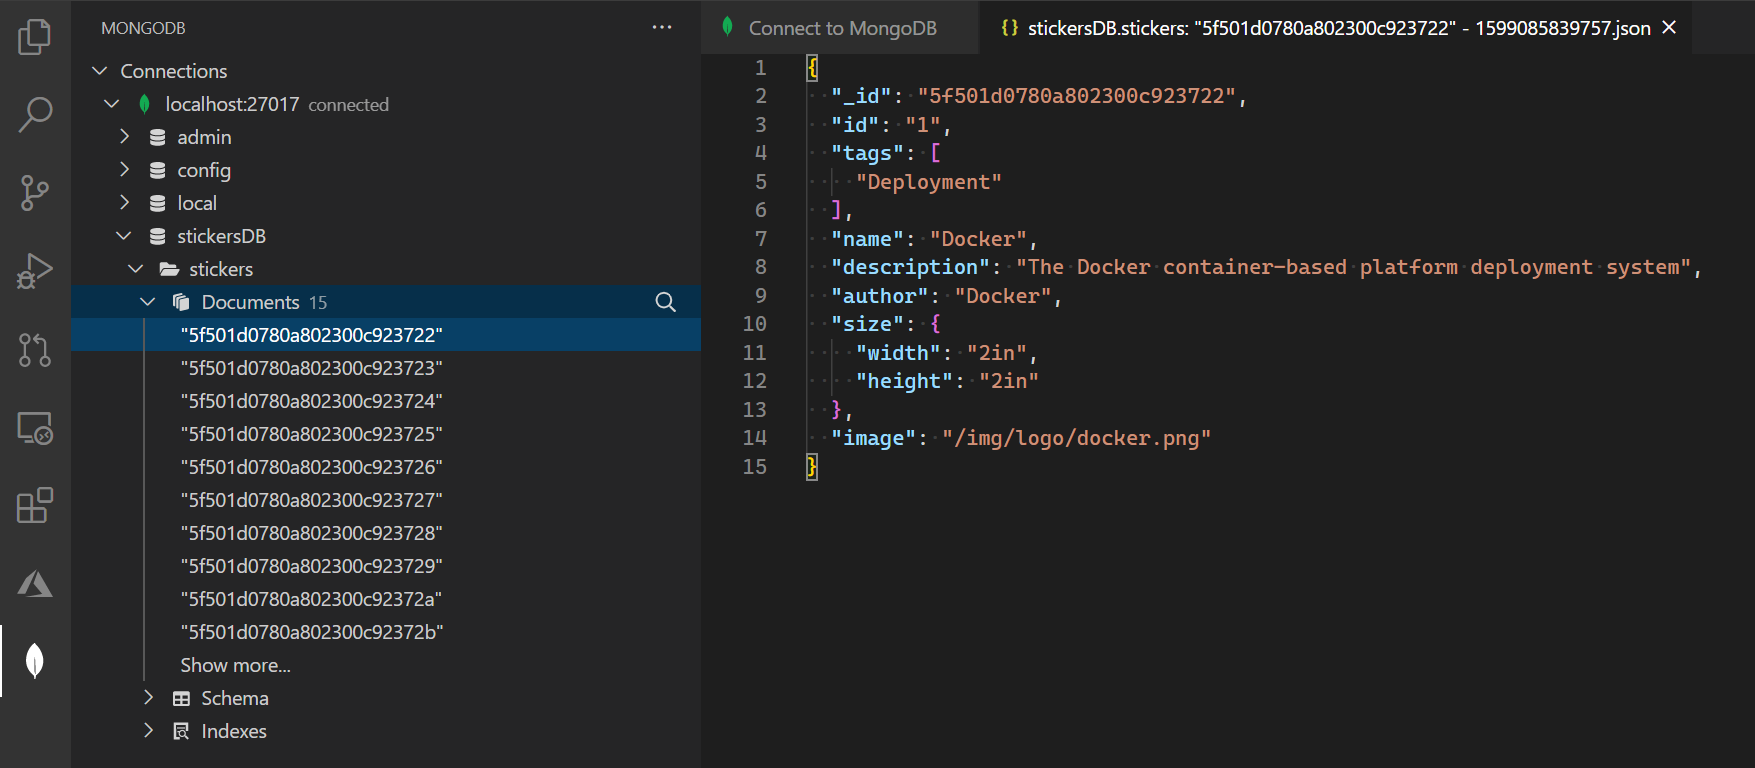 MONGODB
Connections
localhost:27017 connected
admin
config
local
stickersDB
stickers
Documents 15
"5f501d0780a802300c923722"
"5f501d0780a802300c923723"
"5f501d0780a802300c923724"
"5f501d0780a802300c923725"
"5f501d0780a802300c923726"
"5f501d0780a802300c923727"
"5f501d0780a802300c923728"
"5f501d0780a802300c923729"
"5f501d0780a802300c92372a"
"5f501d0780a802300c92372b"
Show more...
Schema
Indexes
Connect to MongoDB
{} stickersDB.stickers: "5f501d0780a802300c923722" - 1599085839757.json
1 {
2 "_id": "5f501d0780a802300c923722",
3 "id": "1",
4 "tags": [
5 "Deployment"
6 ],
7 "name": "Docker",
8 "description": "The Docker container-based platform deployment system",
9 "author": "Docker",
10 "size": {
11 "width": "2in",
12 "height": "2in"
13 },
14 "image": "/img/logo/docker.png"
15 }